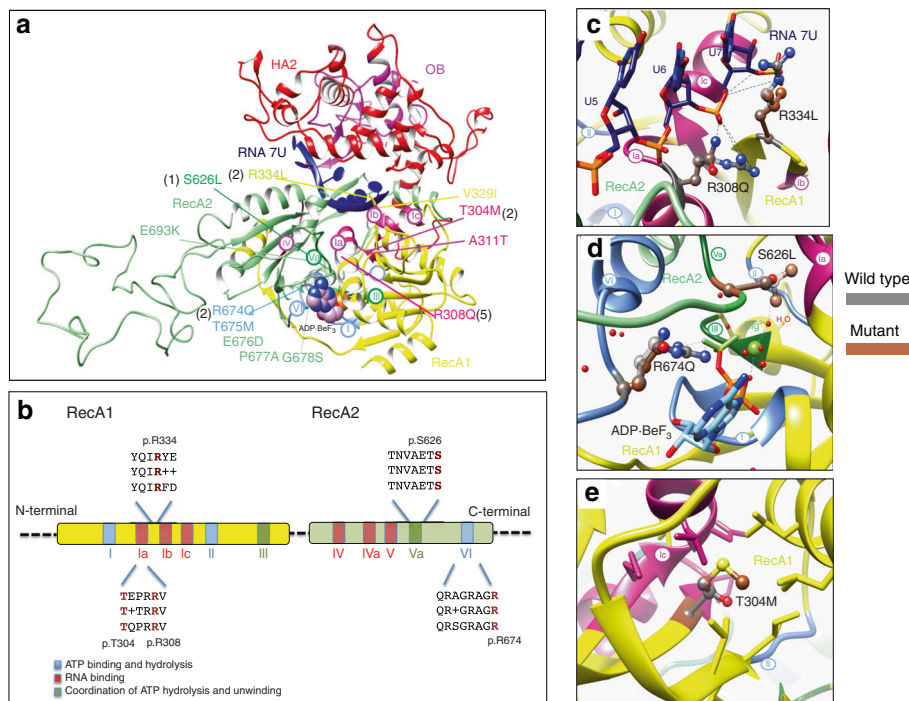 a
HA2
OB
RNA 7U
(1) S626L
(2) R334L
RecA2
V329I
T304M (2)
A311T
E693K
Ib
Ic
IV
Ia
Va
VI
III
I
(2) R674Q
T675M
E676D
P677A
G678S
ADP·BeF3
R308Q (5)
RecA1
b
RecA1
RecA2
p.R334
YQIRYE
YQIR++
YQIRFD
p.S626
TNVAETS
TNVAETS
TNVAETS
N-terminal
C-terminal
I
Ia
Ib
Ic
II
III
IV
IVa
V
Va
VI
TEPRRV
T+TRRV
TQPRRV
p.T304
p.R308
QRAGRAGR
QR+GRAGR
QRSGRAGR
p.R674
ATP binding and hydrolysis
RNA binding
Coordination of ATP hydrolysis and unwinding
c
U7
RNA 7U
U6
Ic
U5
R334L
II
Ia
R308Q
Ib
RecA2
RecA1
I
d
Va
S626L
II
Ia
VI
RecA2
H2O
III
R674Q
ADP·BeF3
RecA1
I
e
Ic
RecA1
T304M
II
Wild type
Mutant